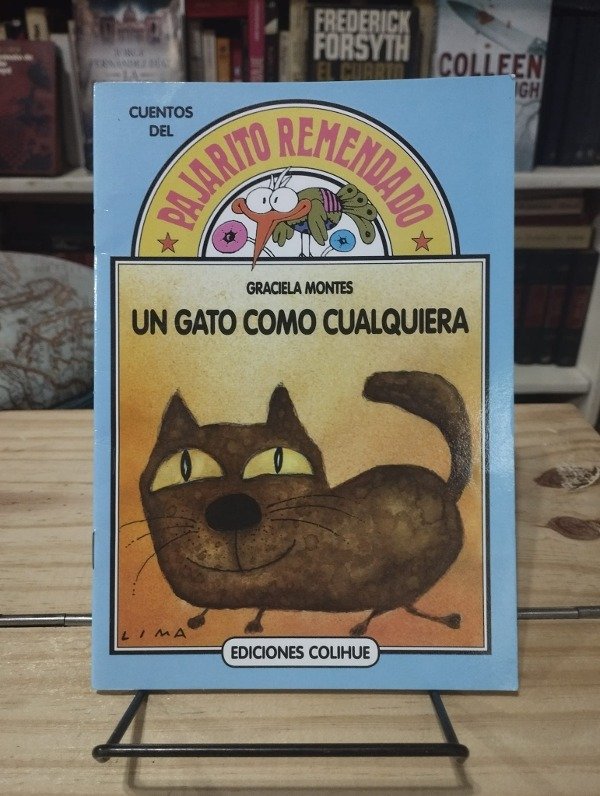 CUENTOS
DEL
PAJARITO REMENDADO
GRACIELA MONTES
UN GATO COMO CUALQUIERA
LIMA
EDICIONES COLIHUE
FREDERICK
FORSYTH
COLLEEN